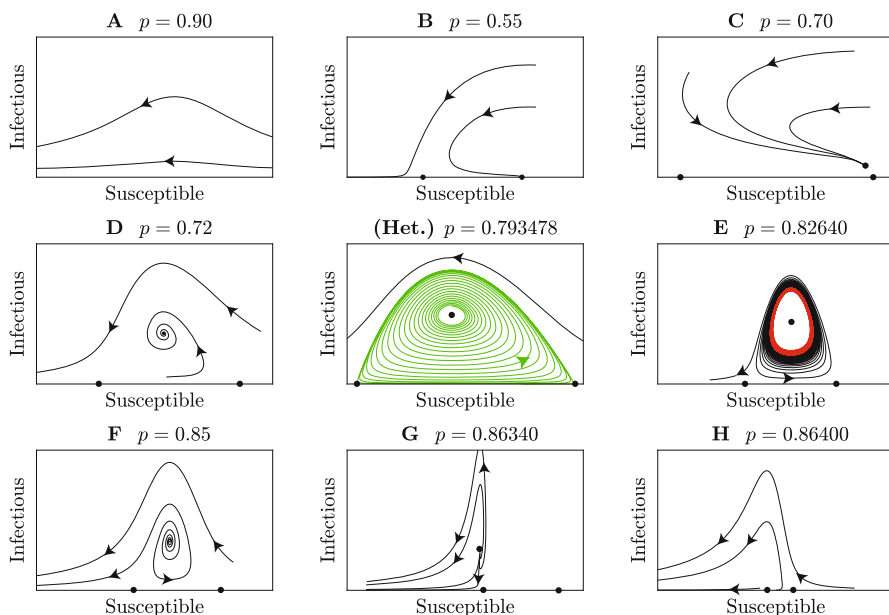 A p = 0.90
B p = 0.55
C p = 0.70
Infectious
Infectious
Infectious
Susceptible
Susceptible
Susceptible
D p = 0.72
(Het.) p = 0.793478
E p = 0.82640
Infectious
Infectious
Infectious
Susceptible
Susceptible
Susceptible
F p = 0.85
G p = 0.86340
H p = 0.86400
Infectious
Infectious
Infectious
Susceptible
Susceptible
Susceptible